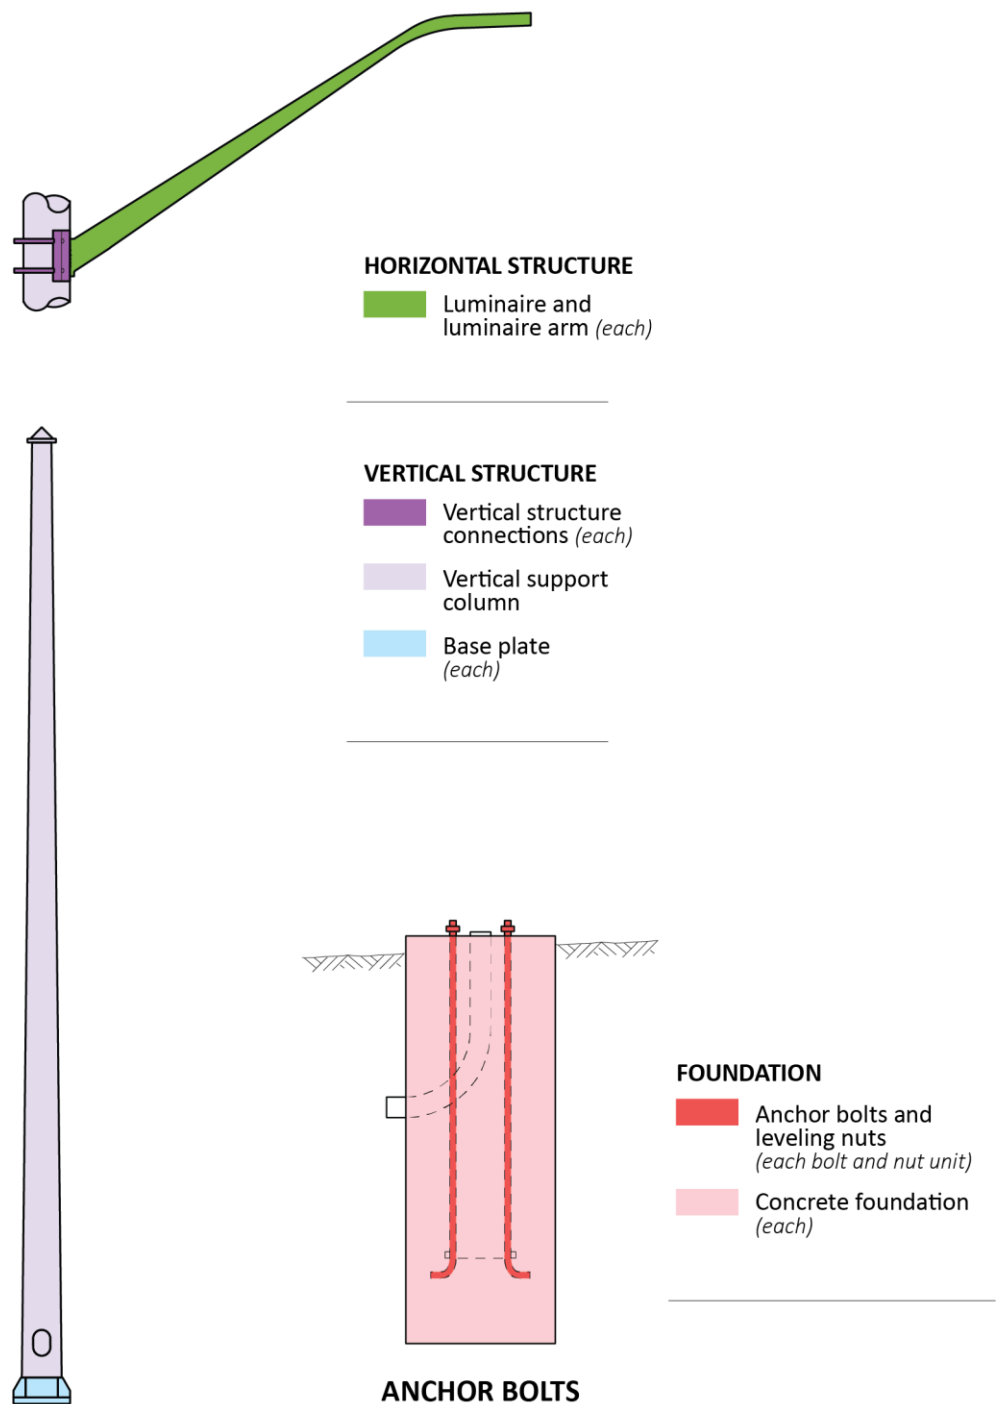 HORIZONTAL STRUCTURE
Luminaire and
luminaire arm (each)
VERTICAL STRUCTURE
Vertical structure
connections (each)
Vertical support
column
Base plate
(each)
FOUNDATION
Anchor bolts and
leveling nuts
(each bolt and nut unit)
Concrete foundation
(each)
ANCHOR BOLTS